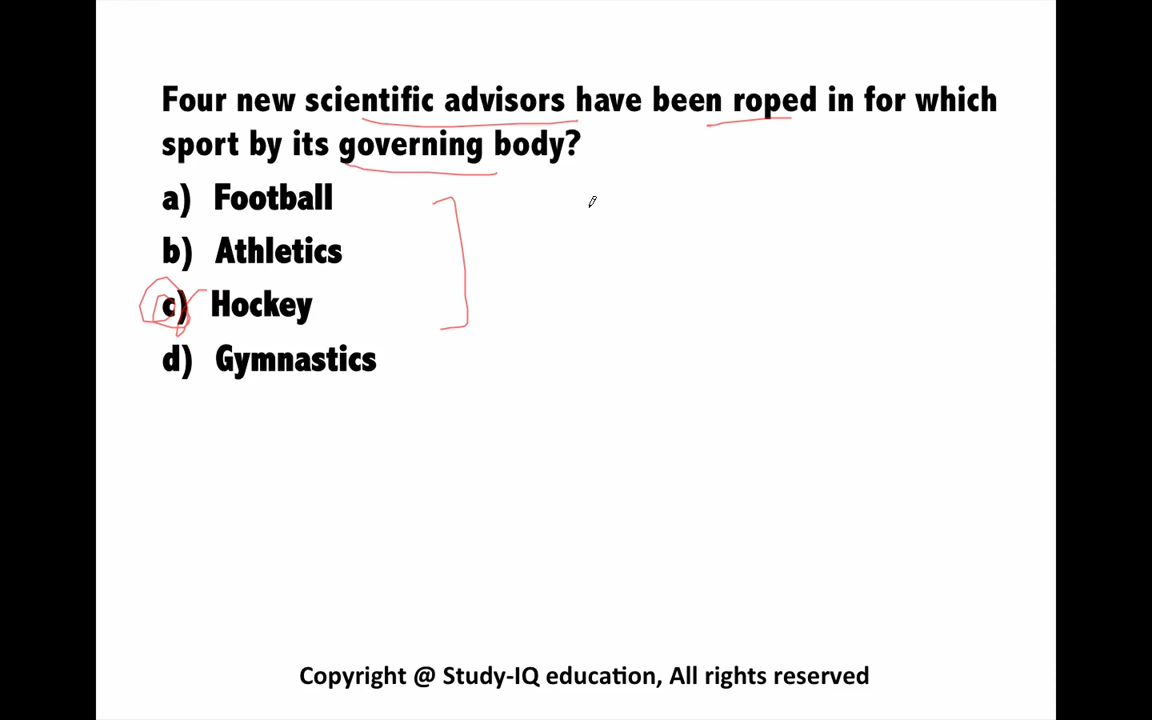 Four new scientific advisors have been roped in for which
sport by its governing body?
a) Football
b) Athletics
c) Hockey
d) Gymnastics
Copyright @ Study-IQ education, All rights reserved